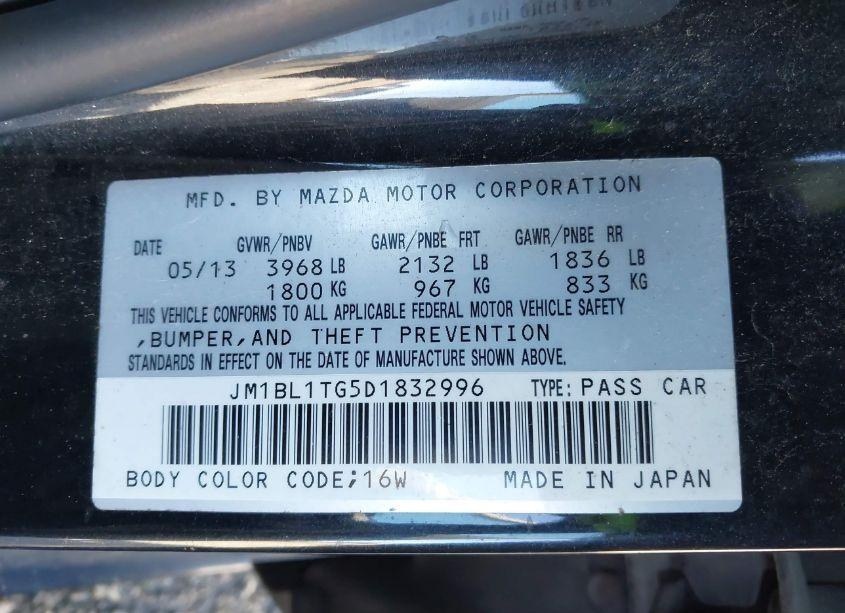 MFD. BY MAZDA MOTOR CORPORATION
DATE GVWR/PNBV GAWR/PNBE FRT GAWR/PNBE RR
05/13 3968 LB 2132 LB 1836 LB
1800 KG 967 KG 833 KG
THIS VEHICLE CONFORMS TO ALL APPLICABLE FEDERAL MOTOR VEHICLE SAFETY
,BUMPER,AND THEFT PREVENTION
STANDARDS IN EFFECT ON THE DATE OF MANUFACTURE SHOWN ABOVE.
JM1BL1TG5D1832996 TYPE: PASS CAR
BODY COLOR CODE;16W MADE IN JAPAN